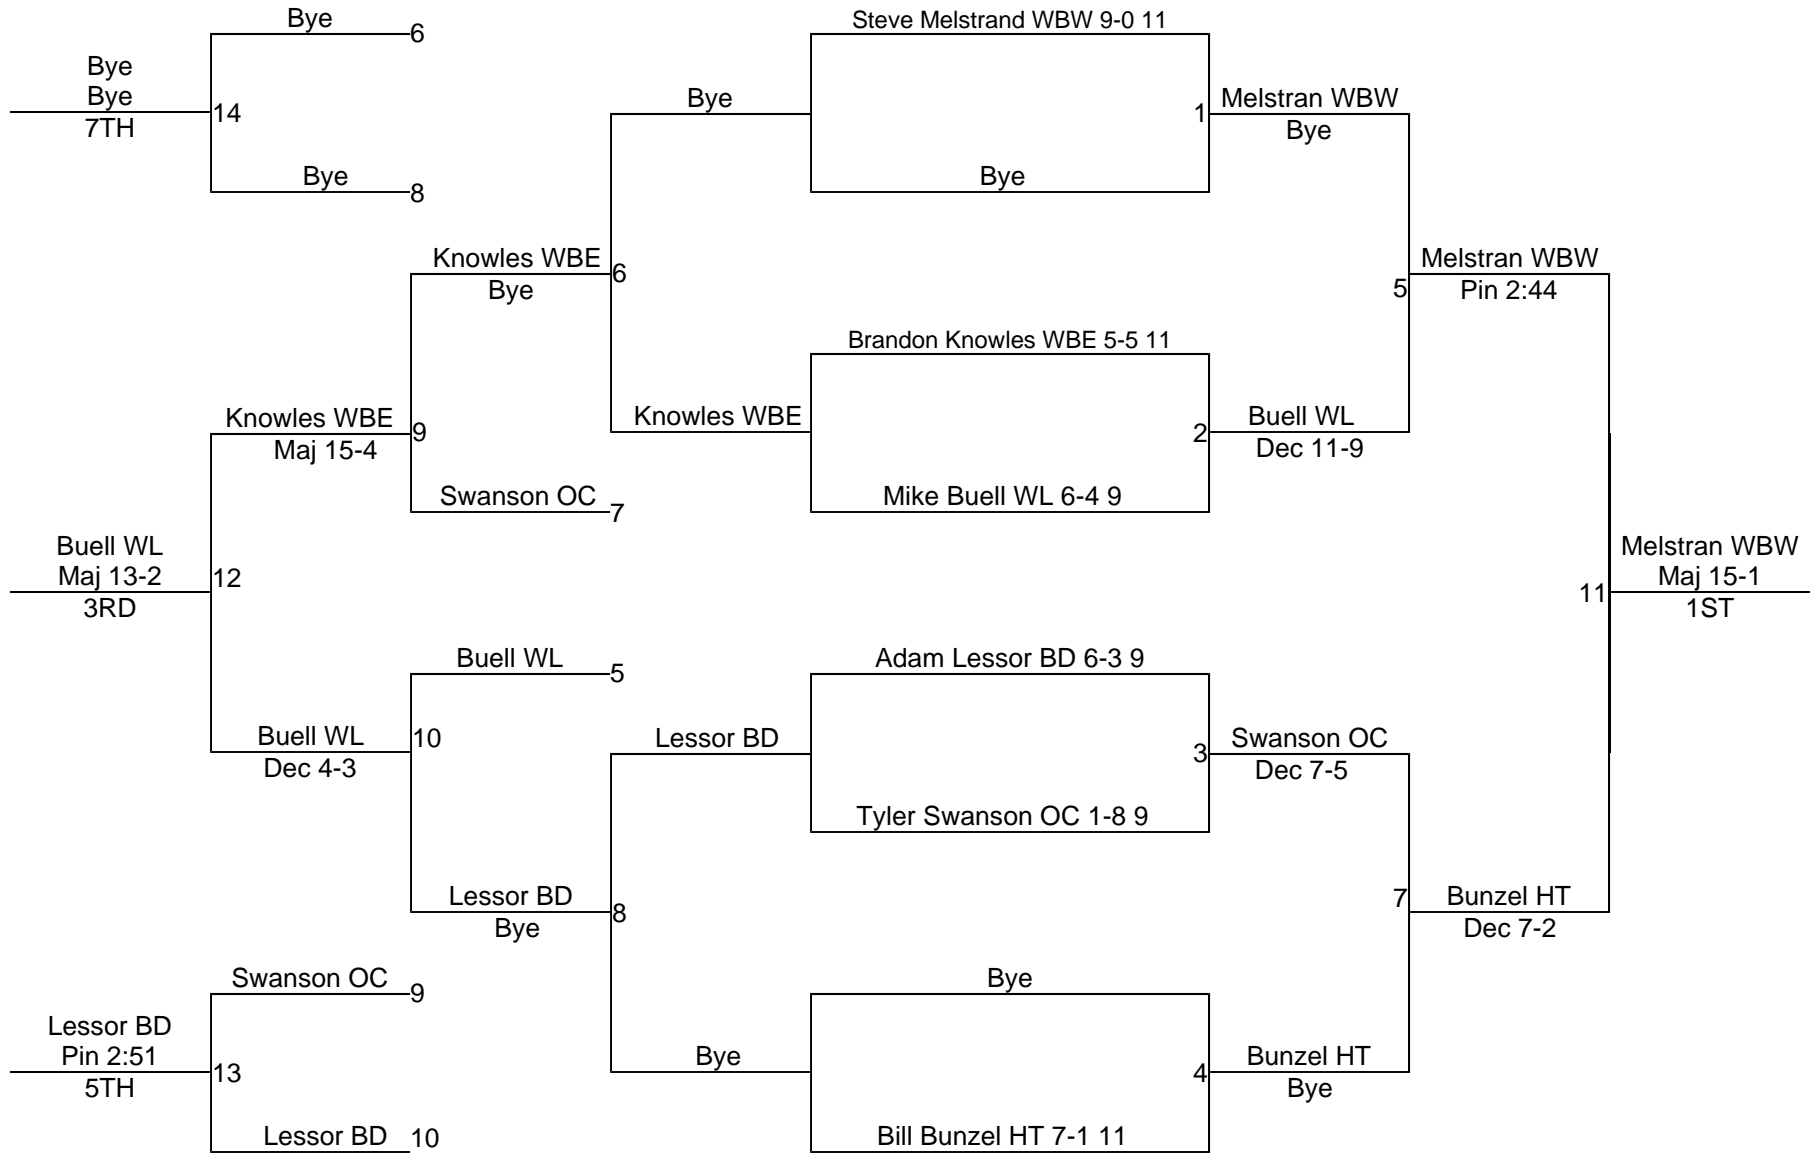 Bye
6
Bye
Bye
7TH
14
Bye
8
Steve Melstrand WBW 9-0 11
Bye
1
Melstran WBW
Bye
Bye
Knowles WBE
Bye
6
Melstran WBW
Pin 2:44
5
Brandon Knowles WBE 5-5 11
Knowles WBE
Maj 15-4
9
Knowles WBE
2
Buell WL
Dec 11-9
Swanson OC
7
Mike Buell WL 6-4 9
Buell WL
Maj 13-2
3RD
12
11
Melstran WBW
Maj 15-1
1ST
Buell WL
5
Adam Lessor BD 6-3 9
Buell WL
Dec 4-3
10
Lessor BD
3
Swanson OC
Dec 7-5
Tyler Swanson OC 1-8 9
Lessor BD
Bye
8
7
Bunzel HT
Dec 7-2
Swanson OC
9
Bye
Lessor BD
Pin 2:51
5TH
13
Bye
4
Bunzel HT
Bye
Lessor BD
10
Bill Bunzel HT 7-1 11